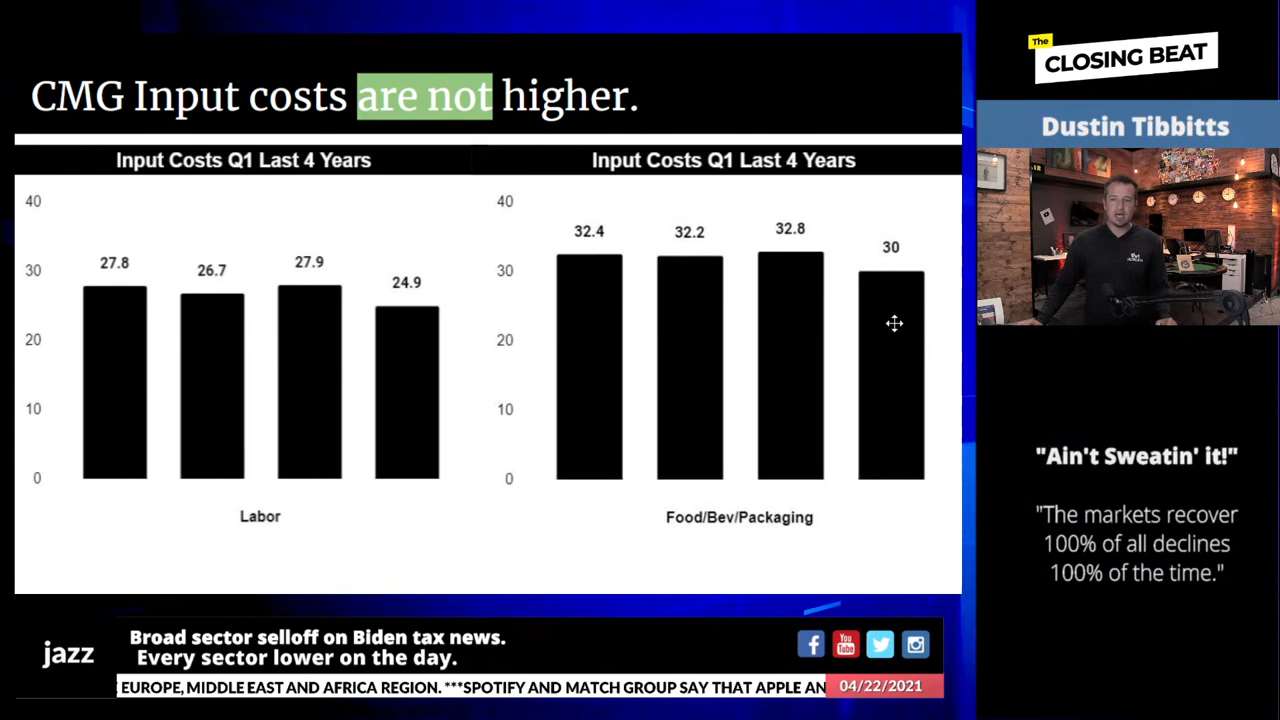 CMG Input costs are not higher.
Input Costs Q1 Last 4 Years
40
30
20
10
0
27.8
26.7
27.9
24.9
Labor
Input Costs Q1 Last 4 Years
40
30
20
10
0
32.4
32.2
32.8
30
Food/Bev/Packaging
The
CLOSING BEAT
Dustin Tibbitts
"Ain't Sweatin' it!"
"The markets recover
100% of all declines
100% of the time."
jazz
Broad sector selloff on Biden tax news.
Every sector lower on the day.
You
Tube
EUROPE, MIDDLE EAST AND AFRICA REGION. ***SPOTIFY AND MATCH GROUP SAY THAT APPLE AN
04/22/2021